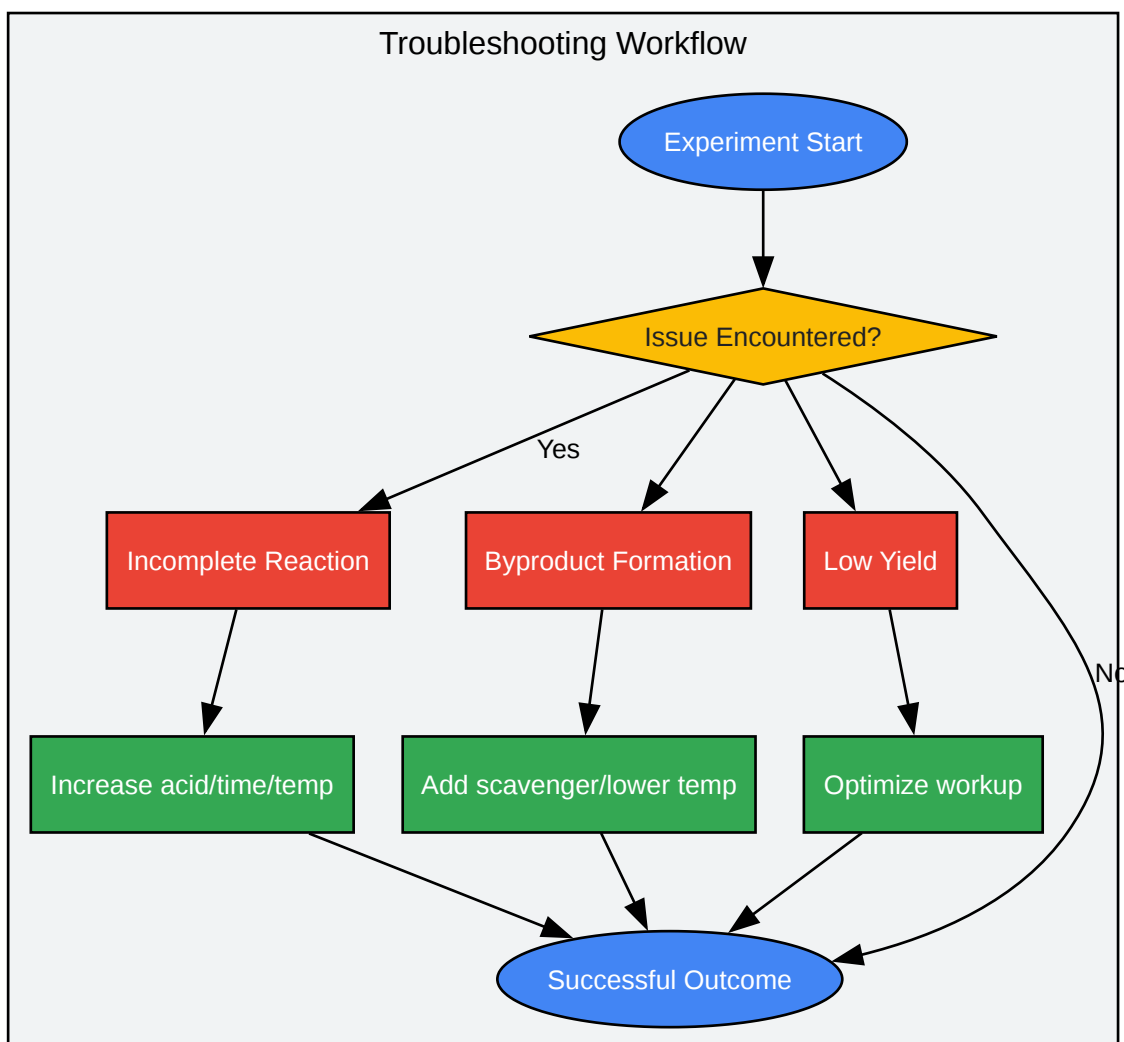 Troubleshooting Workflow
Experiment Start
Issue Encountered?
Yes
Incomplete Reaction
Byproduct Formation
Low Yield
No
Increase acid/time/temp
Add scavenger/lower temp
Optimize workup
Successful Outcome